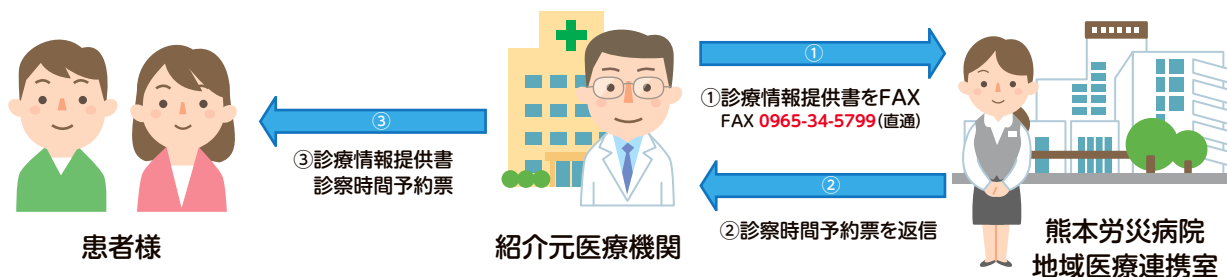 ①
①診療情報提供書をFAX
FAX 0965-34-5799(直通)
③
③診療情報提供書
診察時間予約票
②
②診察時間予約票を返信
患者様
紹介元医療機関
熊本労災病院
地域医療連携室